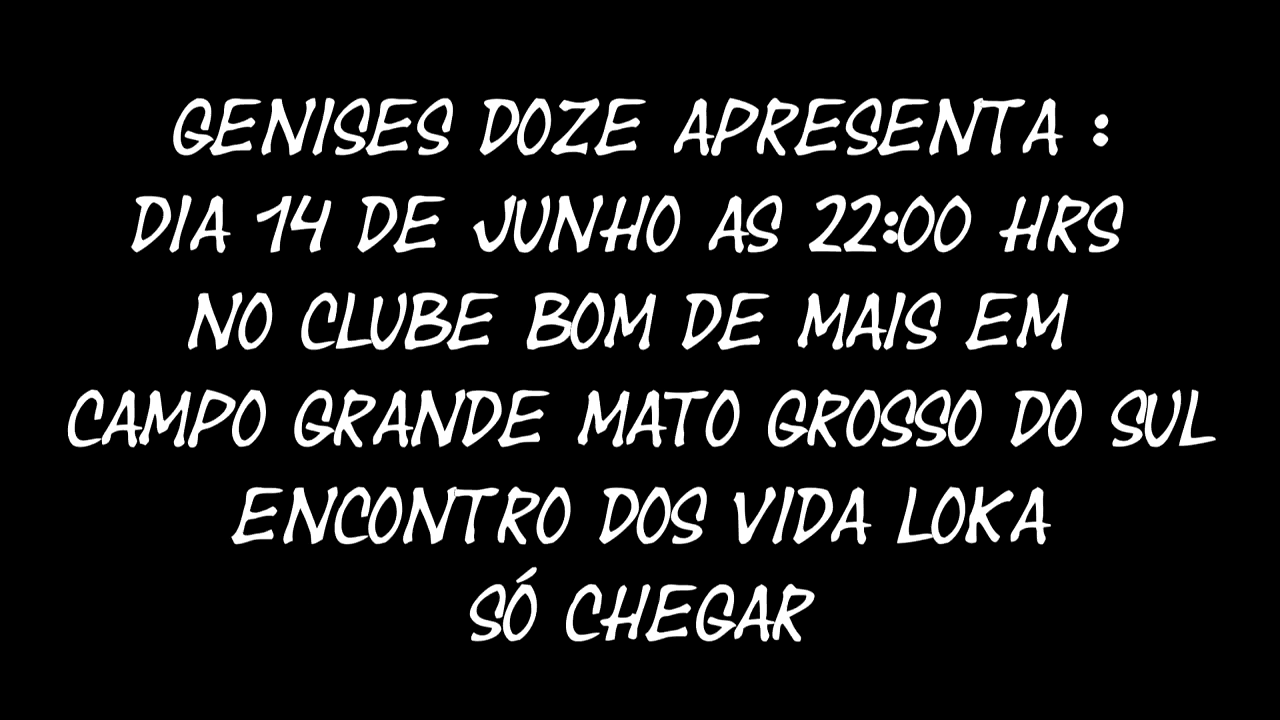 GENISES DOZE APRESENTA :
DIA 14 DE JUNHO AS 22:00 HRS
NO CLUBE BOM DE MAIS EM
CAMPO GRANDE MATO GROSSO DO SUL
ENCONTRO DOS VIDA LOKA
SÓ CHEGAR